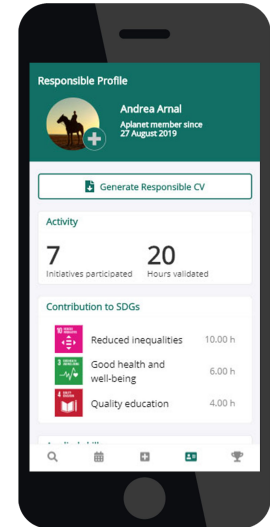 Responsible Profile
Andrea Arnal
Aplanet member since
27 August 2019
Generate Responsible CV
Activity
7
20
Initiatives participated
Hours validated
Contribution to SDGs
Reduced inequalities
10.00 h
Good health and
well-being
6.00 h
Quality education
4.00 h